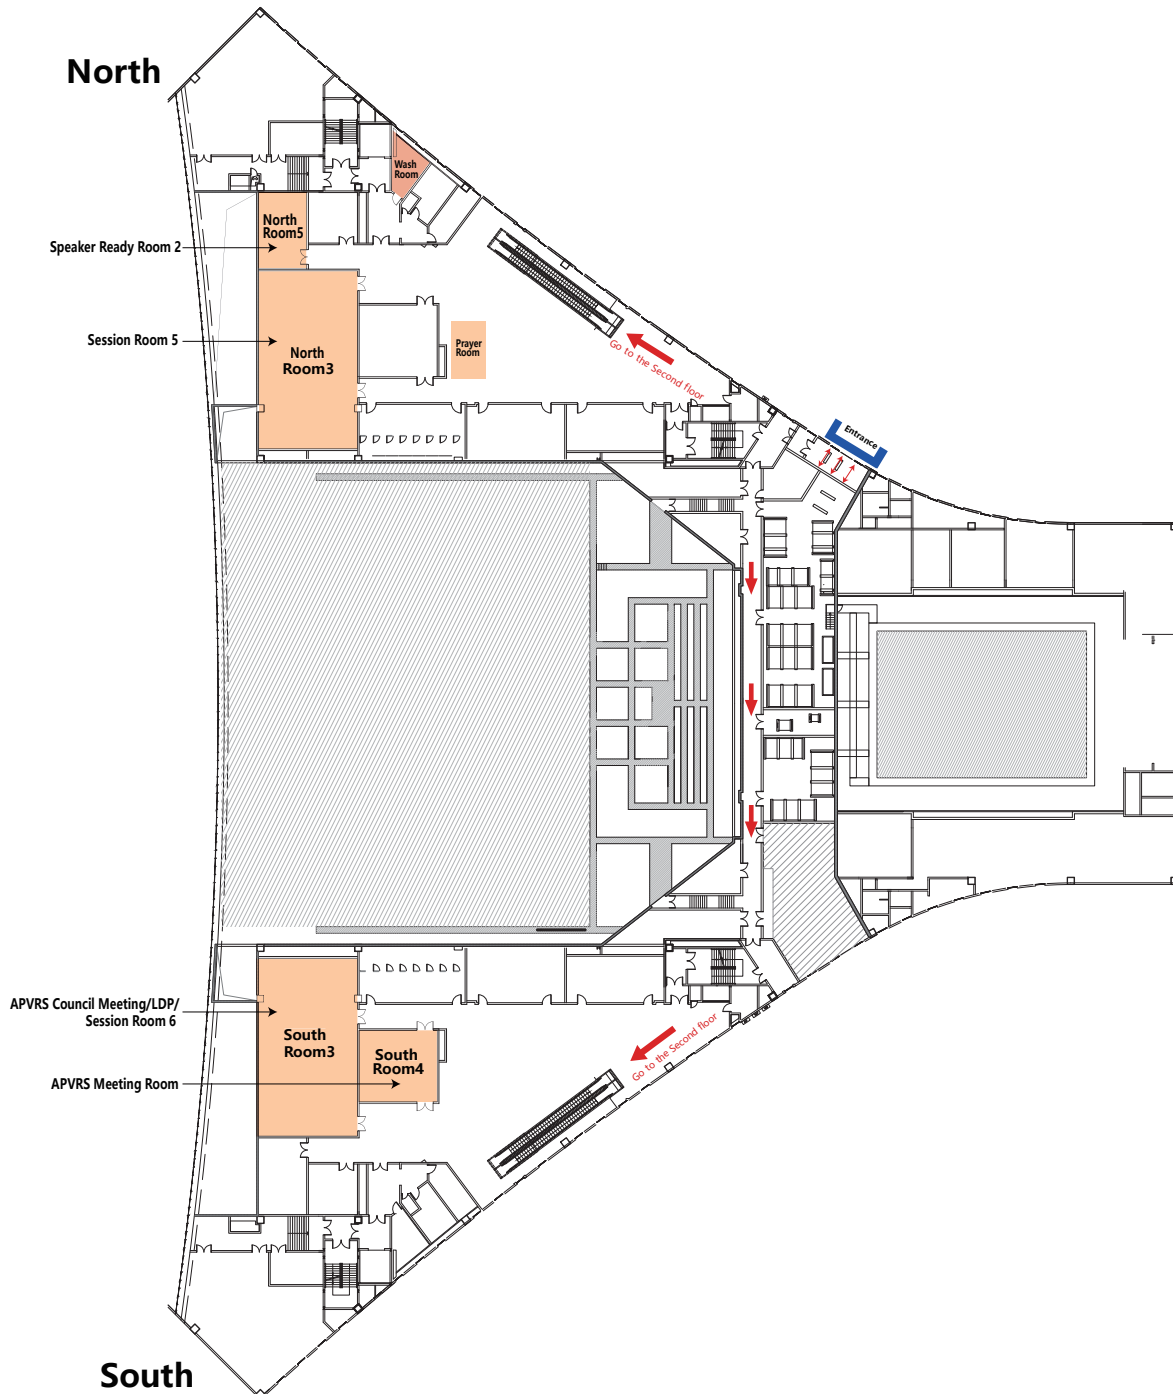 North
Wash
Room
North
Room5
Speaker Ready Room 2
Session Room 5
North
Room3
Prayer
Room
Go to the Second floor
Entrance
APVRS Council Meeting/LDP/
Session Room 6
South
Room3
South
Room4
APVRS Meeting Room
Go to the Second floor
South